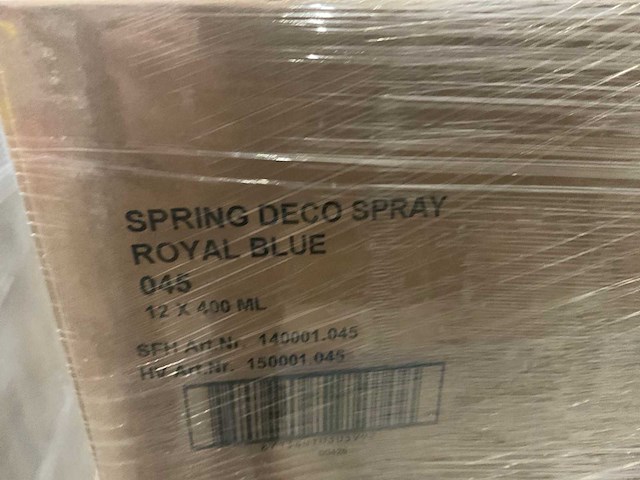 SPRING DECO SPRAY
ROYAL BLUE
045
12 X 400 ML
SFH Art.Nr. 140001.045
HV Art.Nr. 150001.045